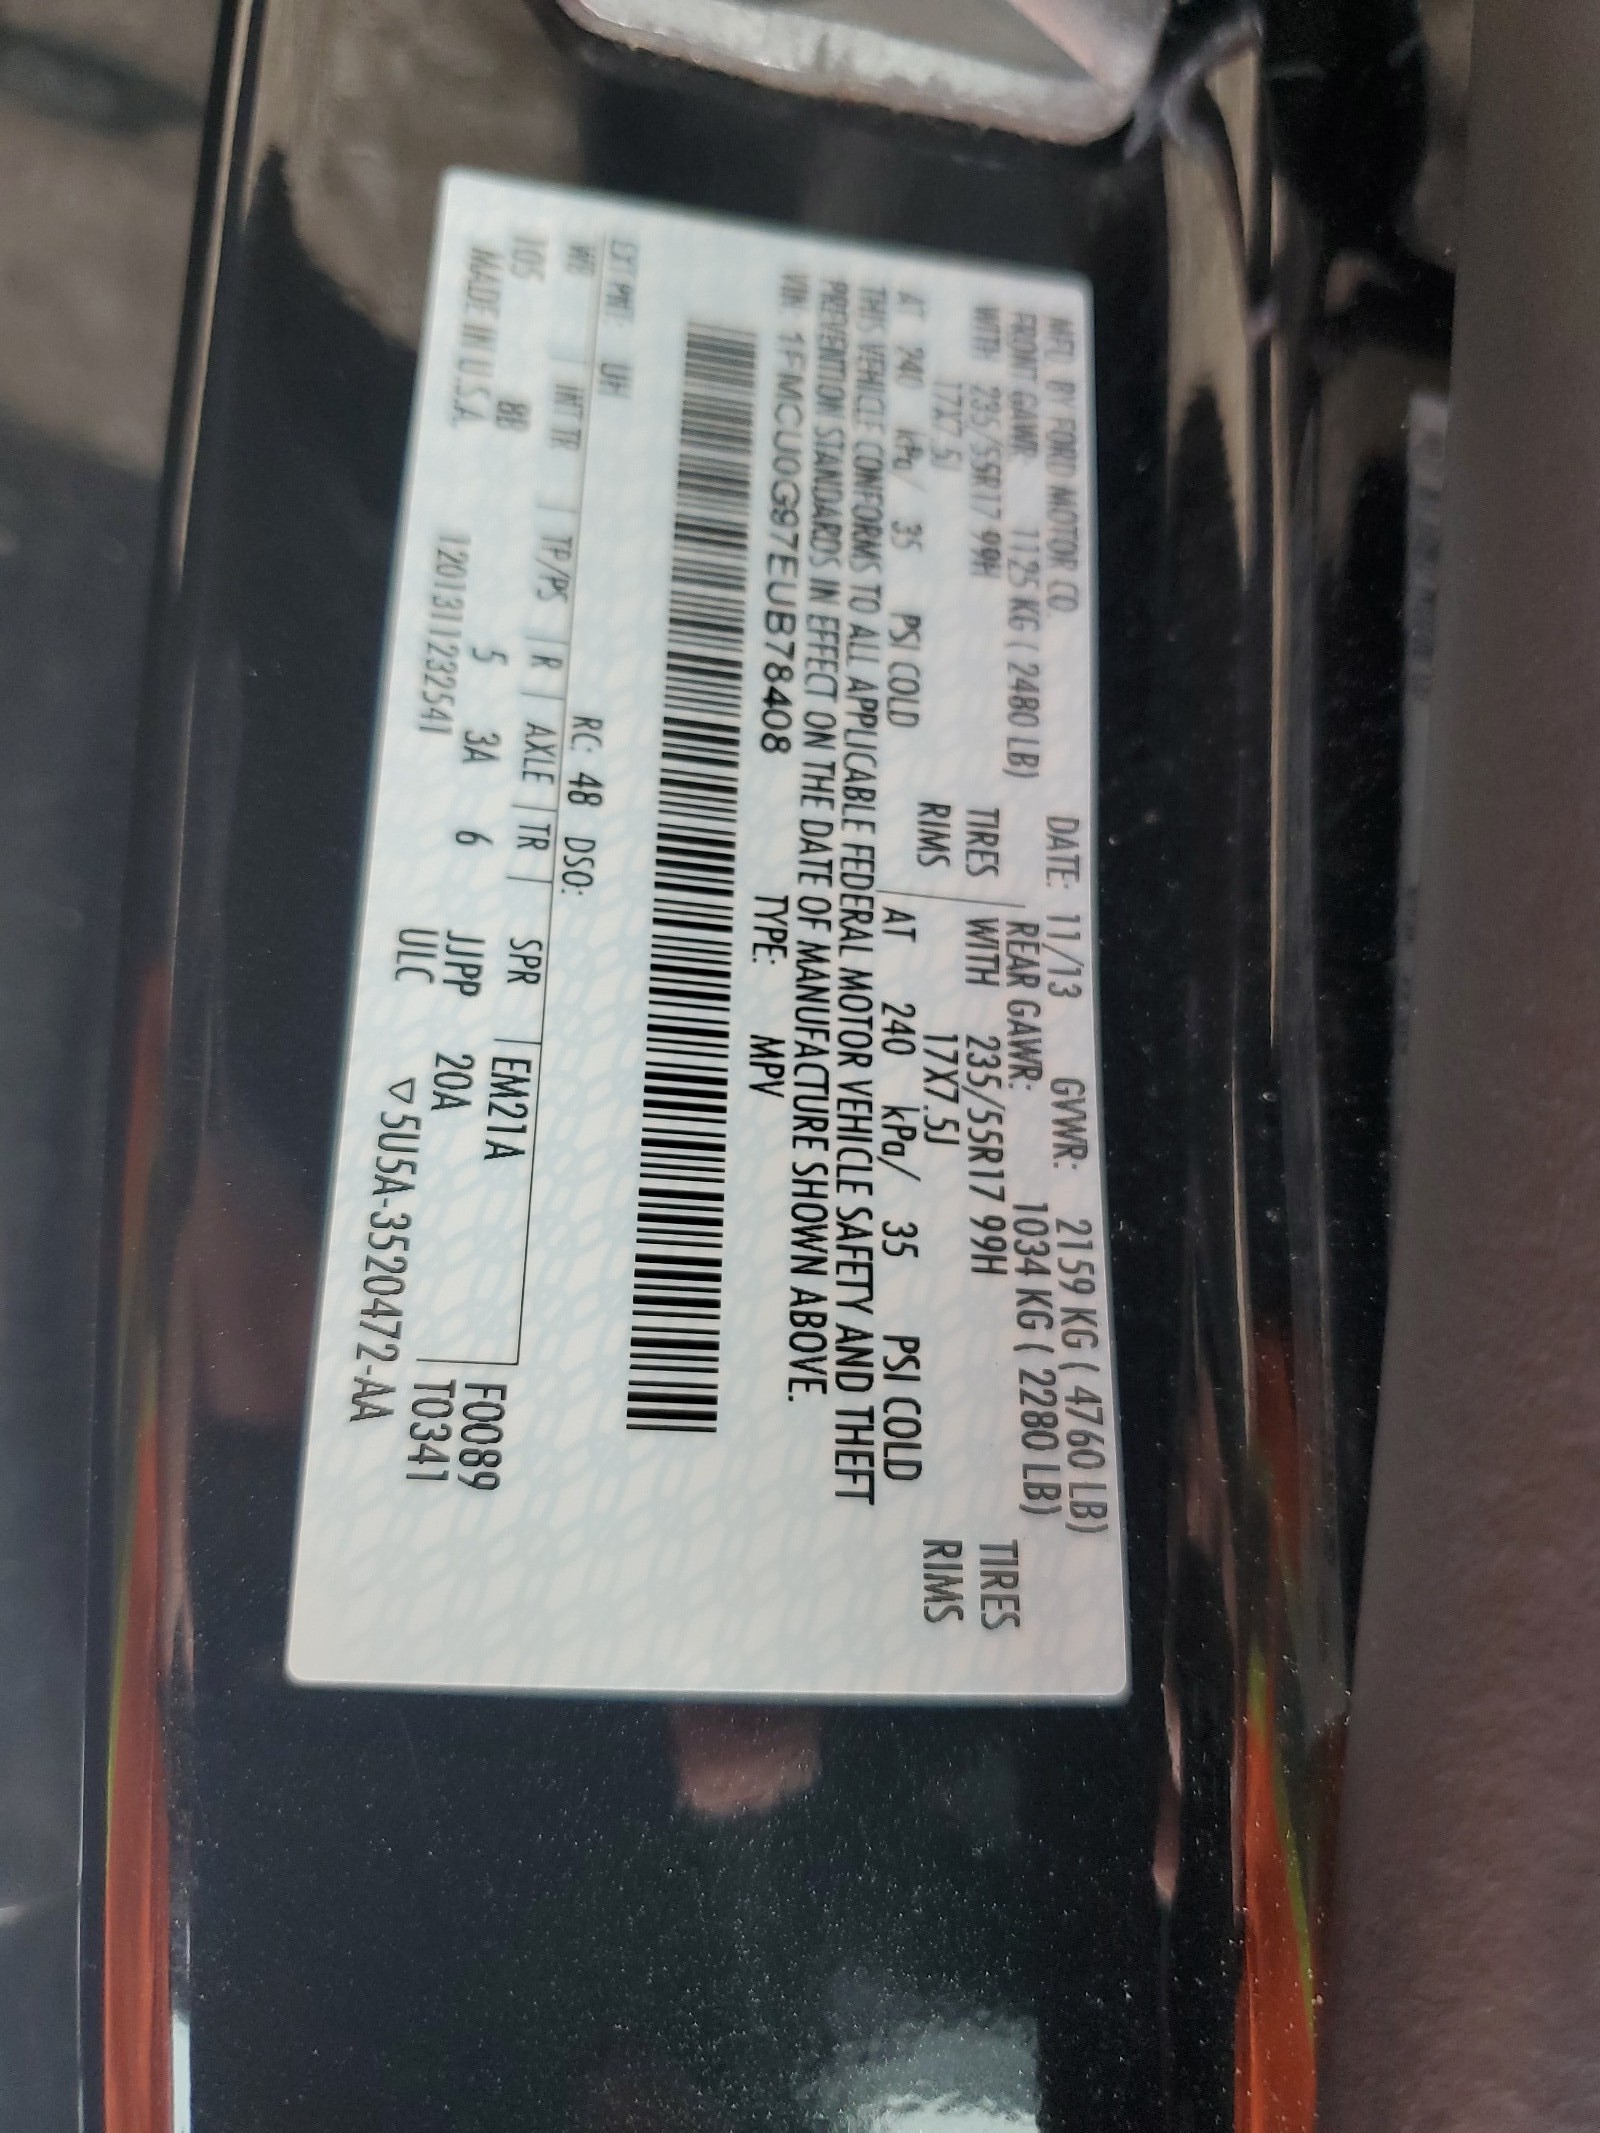 MFD. BY FORD MOTOR CO. DATE: 11/13 GVWR: 2159 KG ( 4760 LB)
FRONT GAWR: 1125 KG ( 2480 LB) REAR GAWR: 1034 KG ( 2280 LB)
WITH 235/55R17 99H TIRES WITH 235/55R17 99H TIRES
17X7.5J RIMS 17X7.5J RIMS
AT 240 kPa/ 35 PSI COLD AT 240 kPa/ 35 PSI COLD
THIS VEHICLE CONFORMS TO ALL APPLICABLE FEDERAL MOTOR VEHICLE SAFETY AND THEFT
PREVENTION STANDARDS IN EFFECT ON THE DATE OF MANUFACTURE SHOWN ABOVE.
VIN: 1FMCU0G97EUB78408 TYPE: MPV
EXT PNT: UH RC: 48 DSO:
WB INT TR TP/PS R AXLE TR SPR EM21A F0089
105 8B 5 3A 6 JJPP 20A T0341
MADE IN U.S.A. 1201311232541 ULC ▽5U5A-3520472-AA